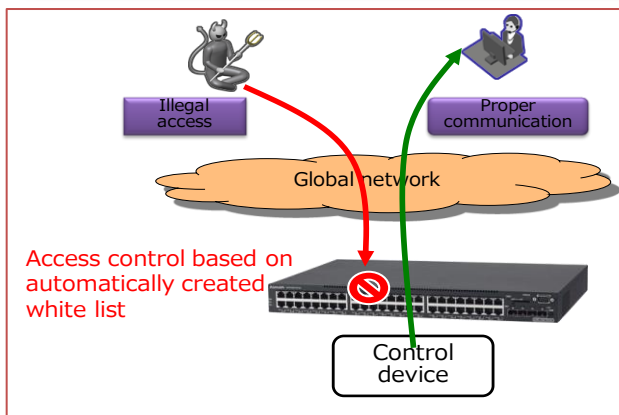 Illegal
access
Proper
communication
Global network
Access control based on
automatically created
white list
Control
device